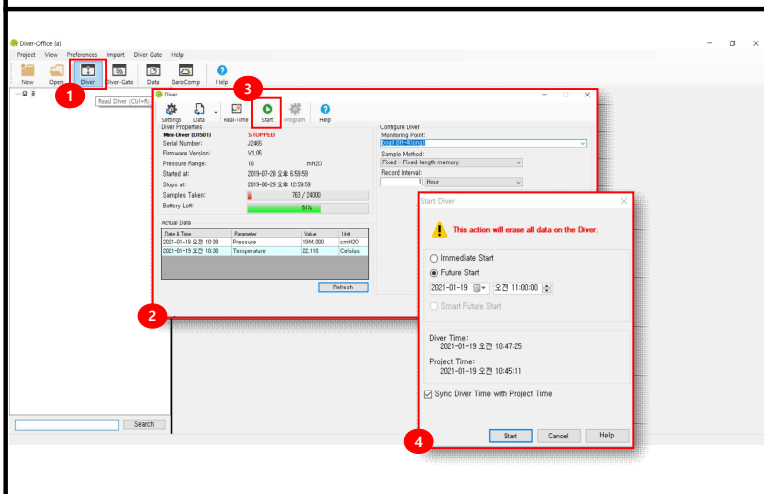 Diver-Office [a]
Project View Preferences Import Diver Gate Help
New Open Diver Diver-Gate Data BaroComp Help
1
Read Diver (Ctrl+R)
3
Diver
Settings Data Real-Time Start Program Help
Diver Properties
Mini-Diver (DI501) STOPPED
Serial Number: J2465
Firmware Version: V1.05
Pressure Range: 10 mH2O
Started at: 2019-07-28 오후 6:59:59
Stops at:
Samples Taken: 763 / 24000
Battery Left: 61%
Actual Data
Date & Time Parameter Value Unit
2021-01-19 오전 10:38 Pressure 1044.000 cmH2O
2021-01-19 오전 10:38 Temperature 22.110 Celsius
Refresh
Configure Diver
Monitoring Point:
Sample Method:
Fixed - Fixed length memory
Record Interval:
1 Hour
2
Start Diver
This action will erase all data on the Diver.
Immediate Start
Future Start
2021-01-19 오전 11:00:00
Smart Future Start
Diver Time:
2021-01-19 오전 10:47:25
Project Time:
2021-01-19 오전 10:45:11
Sync Diver Time with Project Time
4
Start Cancel Help
Search